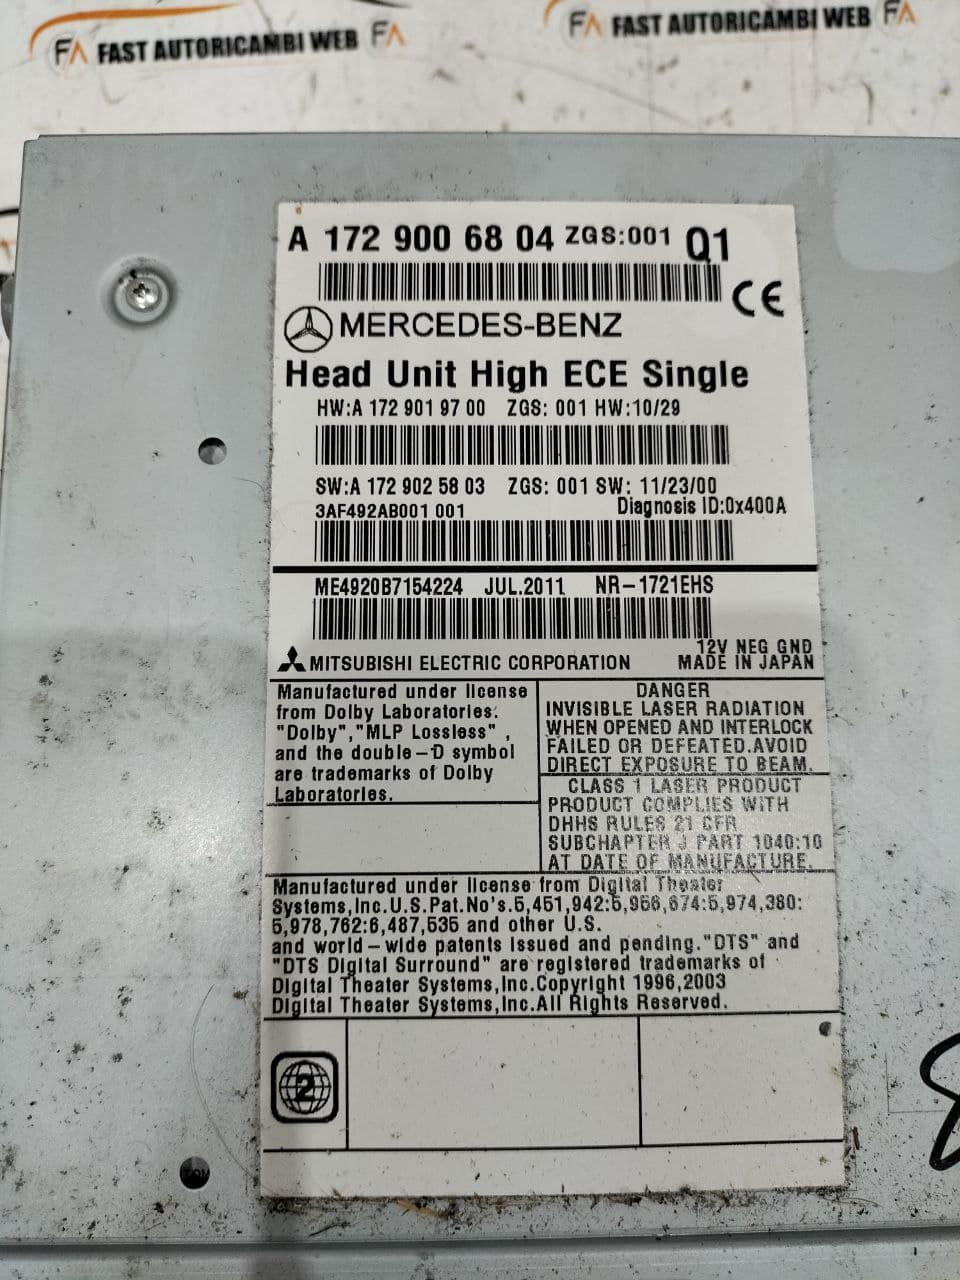 FA FAST AUTORICAMBI WEB FA
FA FAST AUTORICAMBI WEB FA
A 172 900 68 04 ZGS:001 Q1
CE
MERCEDES-BENZ
Head Unit High ECE Single
HW:A 172 901 97 00 ZGS: 001 HW:10/29
SW:A 172 902 58 03 ZGS: 001 SW: 11/23/00
3AF492AB001 001 Diagnosis ID:0x400A
ME4920B7154224 JUL.2011 NR-1721EHS
12V NEG GND
MITSUBISHI ELECTRIC CORPORATION MADE IN JAPAN
Manufactured under license
from Dolby Laboratories.
"Dolby","MLP Lossless" ,
and the double-D symbol
are trademarks of Dolby
Laboratories.
DANGER
INVISIBLE LASER RADIATION
WHEN OPENED AND INTERLOCK
FAILED OR DEFEATED.AVOID
DIRECT EXPOSURE TO BEAM.
CLASS 1 LASER PRODUCT
PRODUCT COMPLIES WITH
DHHS RULES 21 CFR
SUBCHAPTER J PART 1040:10
AT DATE OF MANUFACTURE.
Manufactured under license from Digital Theater
Systems,Inc.U.S.Pat.No's.5,451,942:5,956,674:5,974,380:
5,978,762:6,487,535 and other U.S.
and world-wide patents issued and pending."DTS" and
"DTS Digital Surround" are registered trademarks of
Digital Theater Systems,Inc.Copyright 1996,2003
Digital Theater Systems,Inc.All Rights Reserved.
2